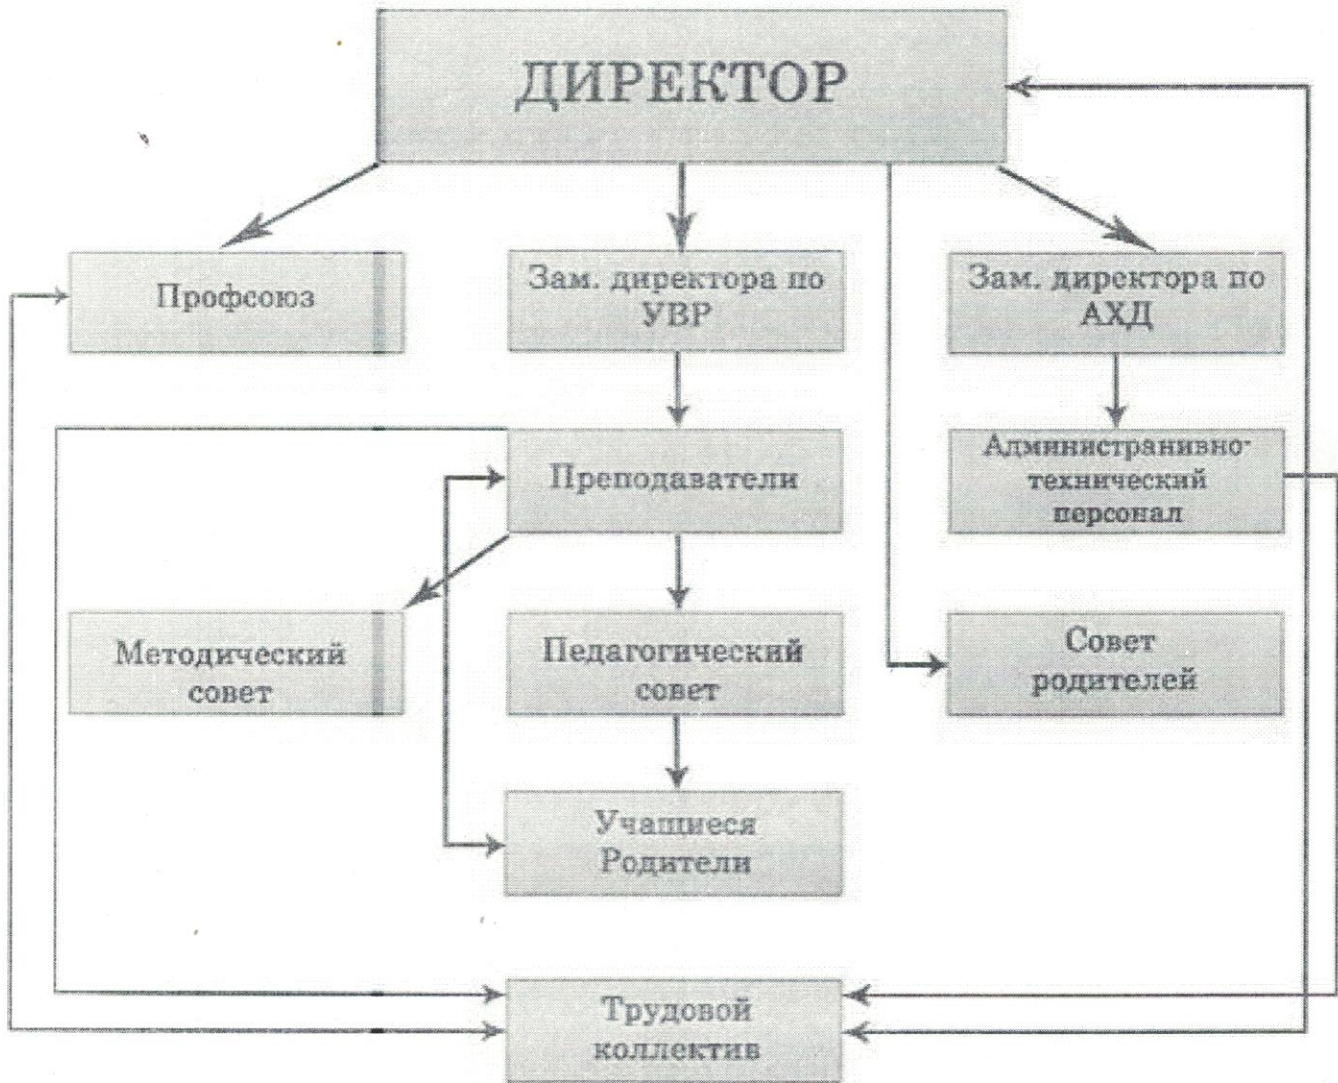 ДИРЕКТОР
Профсоюз
Зам. директора по
УВР
Зам. директора по
АХД
Преподаватели
Администранивно-
технический
персонал
Методический
совет
Педагогический
совет
Совет
родителей
Учащиеся
Родители
Трудовой
коллектив